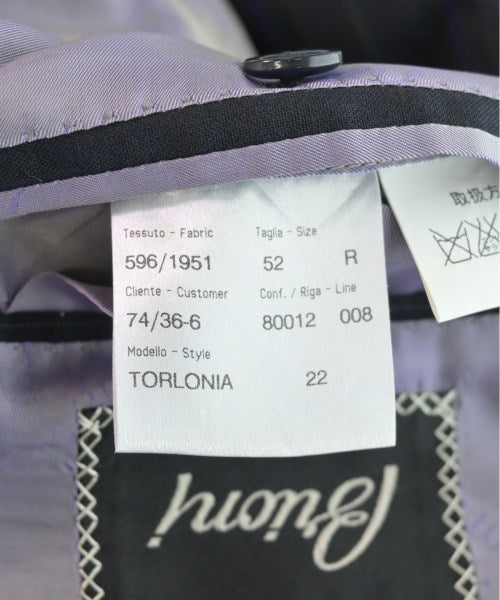 Tessuto - Fabric Taglia - Size
596/1951 52 R
Cliente - Customer Conf. / Riga - Line
74/36-6 80012 008
Modello - Style
TORLONIA 22
取扱方
Brioni